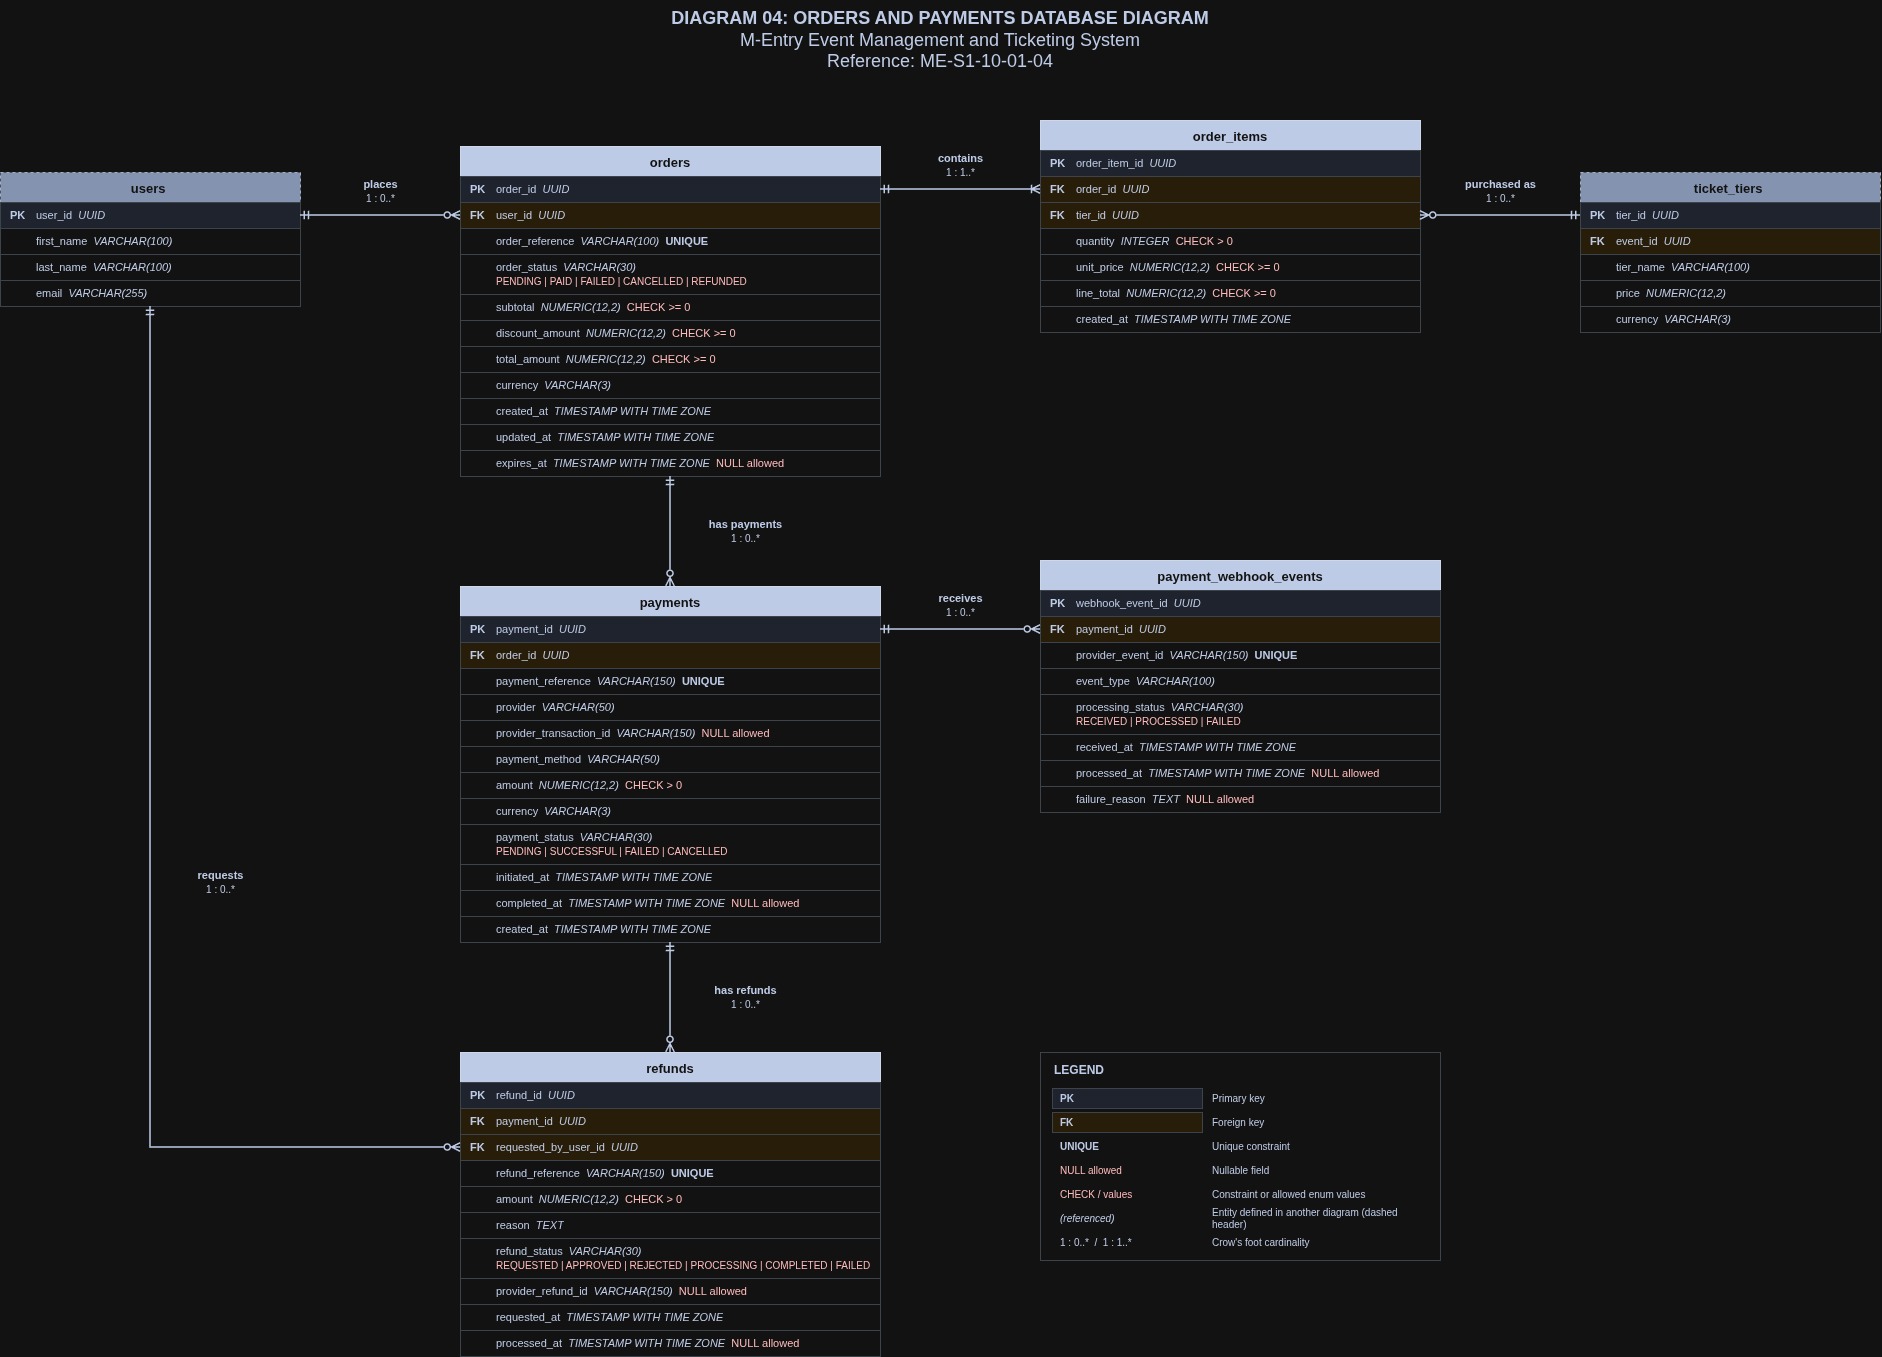 DIAGRAM 04: ORDERS AND PAYMENTS DATABASE DIAGRAM
M-Entry Event Management and Ticketing System
Reference: ME-S1-10-01-04
users
PK user_id UUID
first_name VARCHAR(100)
last_name VARCHAR(100)
email VARCHAR(255)
places
1 : 0..*
orders
PK order_id UUID
FK user_id UUID
order_reference VARCHAR(100) UNIQUE
order_status VARCHAR(30)
PENDING | PAID | FAILED | CANCELLED | REFUNDED
subtotal NUMERIC(12,2) CHECK >= 0
discount_amount NUMERIC(12,2) CHECK >= 0
total_amount NUMERIC(12,2) CHECK >= 0
currency VARCHAR(3)
created_at TIMESTAMP WITH TIME ZONE
updated_at TIMESTAMP WITH TIME ZONE
expires_at TIMESTAMP WITH TIME ZONE NULL allowed
contains
1 : 1..*
order_items
PK order_item_id UUID
FK order_id UUID
FK tier_id UUID
quantity INTEGER CHECK > 0
unit_price NUMERIC(12,2) CHECK >= 0
line_total NUMERIC(12,2) CHECK >= 0
created_at TIMESTAMP WITH TIME ZONE
purchased as
1 : 0..*
ticket_tiers
PK tier_id UUID
FK event_id UUID
tier_name VARCHAR(100)
price NUMERIC(12,2)
currency VARCHAR(3)
has payments
1 : 0..*
payments
PK payment_id UUID
FK order_id UUID
payment_reference VARCHAR(150) UNIQUE
provider VARCHAR(50)
provider_transaction_id VARCHAR(150) NULL allowed
payment_method VARCHAR(50)
amount NUMERIC(12,2) CHECK > 0
currency VARCHAR(3)
payment_status VARCHAR(30)
PENDING | SUCCESSFUL | FAILED | CANCELLED
initiated_at TIMESTAMP WITH TIME ZONE
completed_at TIMESTAMP WITH TIME ZONE NULL allowed
created_at TIMESTAMP WITH TIME ZONE
receives
1 : 0..*
payment_webhook_events
PK webhook_event_id UUID
FK payment_id UUID
provider_event_id VARCHAR(150) UNIQUE
event_type VARCHAR(100)
processing_status VARCHAR(30)
RECEIVED | PROCESSED | FAILED
received_at TIMESTAMP WITH TIME ZONE
processed_at TIMESTAMP WITH TIME ZONE NULL allowed
failure_reason TEXT NULL allowed
requests
1 : 0..*
has refunds
1 : 0..*
refunds
PK refund_id UUID
FK payment_id UUID
FK requested_by_user_id UUID
refund_reference VARCHAR(150) UNIQUE
amount NUMERIC(12,2) CHECK > 0
reason TEXT
refund_status VARCHAR(30)
REQUESTED | APPROVED | REJECTED | PROCESSING | COMPLETED | FAILED
provider_refund_id VARCHAR(150) NULL allowed
requested_at TIMESTAMP WITH TIME ZONE
processed_at TIMESTAMP WITH TIME ZONE NULL allowed
LEGEND
PK Primary key
FK Foreign key
UNIQUE Unique constraint
NULL allowed Nullable field
CHECK / values Constraint or allowed enum values
(referenced) Entity defined in another diagram (dashed
header)
1 : 0..* / 1 : 1..* Crow's foot cardinality